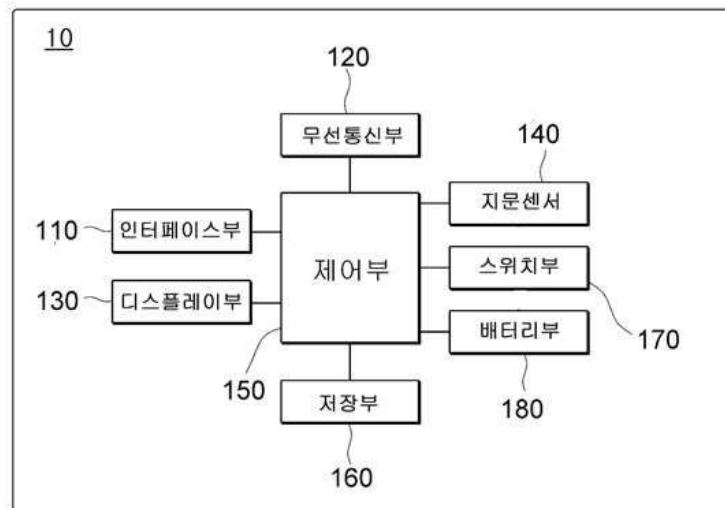 10
120
무선통신부
140
지문센서
110
인터페이스부
제어부
스위치부
130
디스플레이부
배터리부
170
150
180
저장부
160